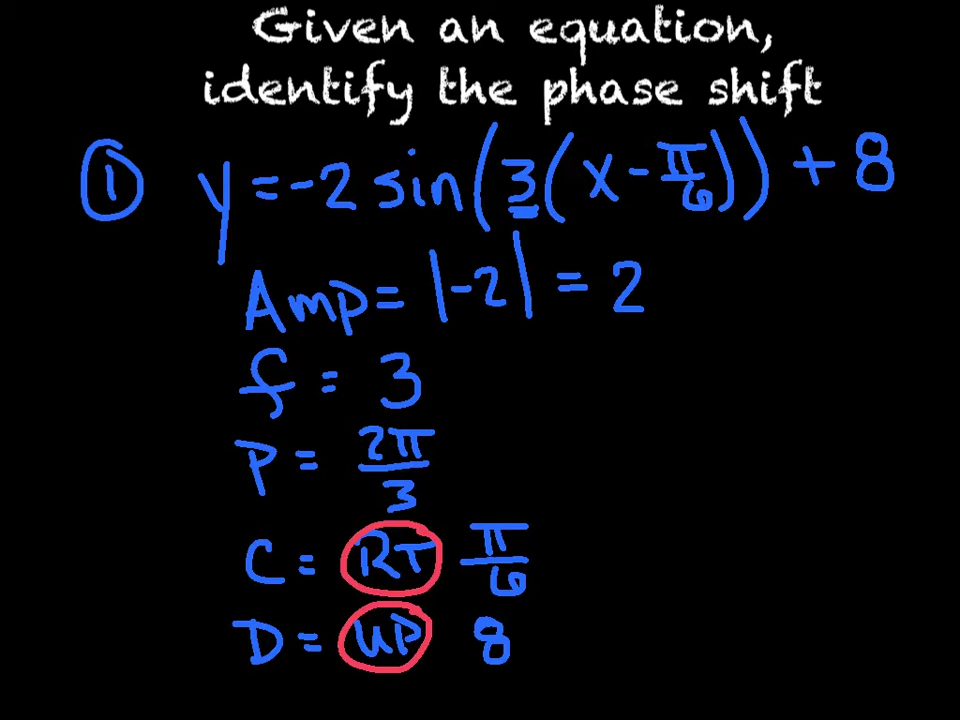 Given an equation,
identify the phase shift
① y = -2 sin(3(x - π/6)) + 8
Amp = |-2| = 2
f = 3
P = 2π/3
C = RT π/6
D = UP 8